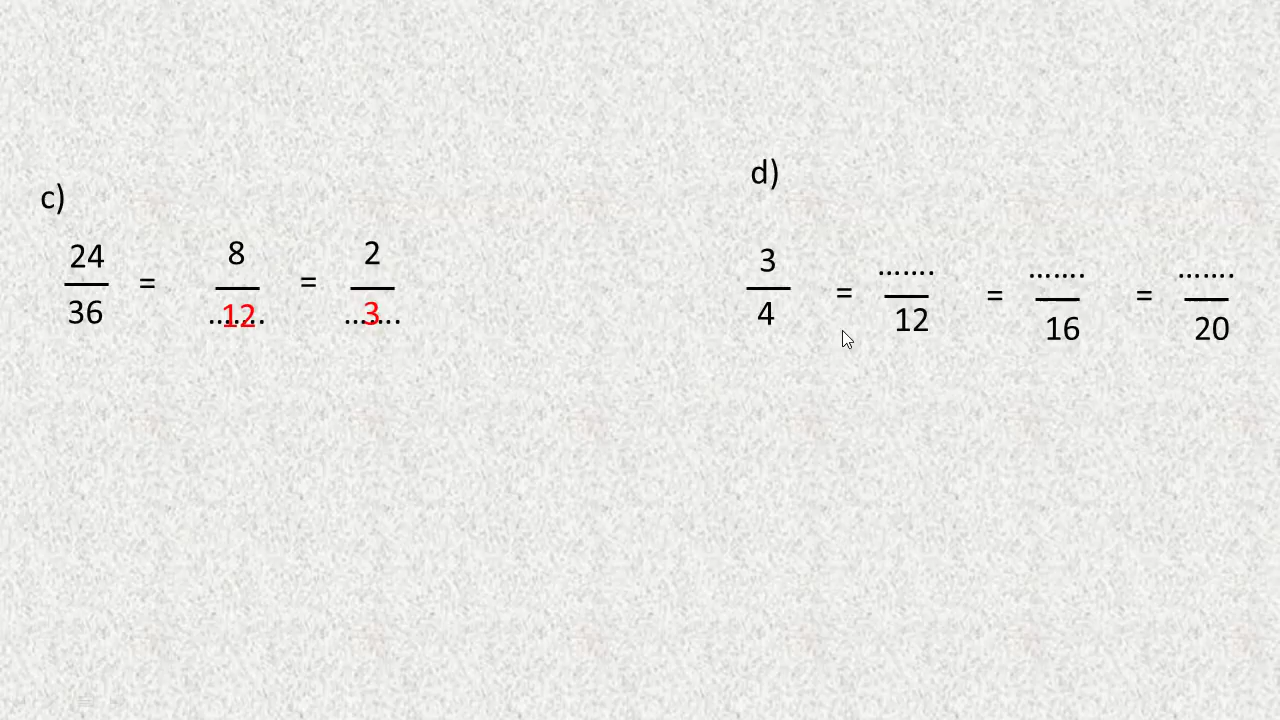 c)
24/36 = 8/12 = 2/3
d)
3/4 = ……./12 = ……./16 = ……./20